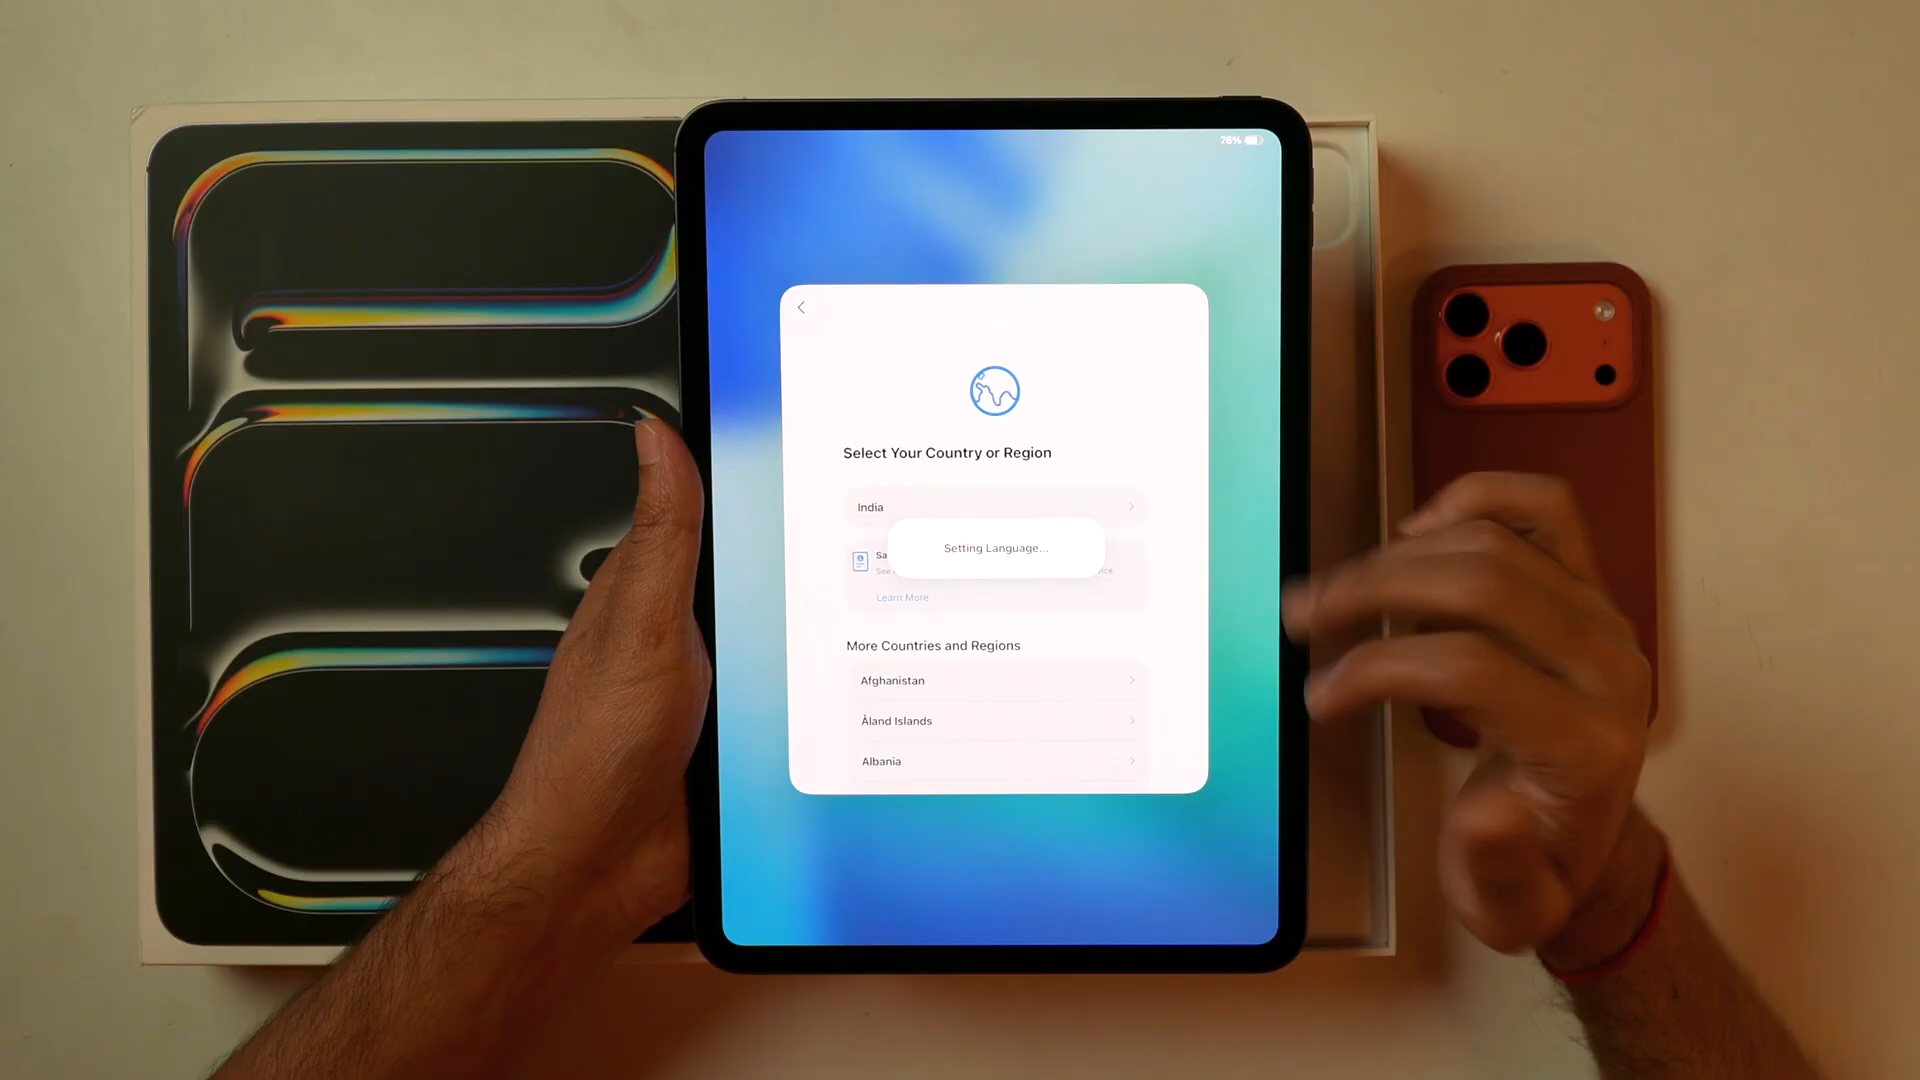 76%
Select Your Country or Region
India
Setting Language...
Learn More
More Countries and Regions
Afghanistan
Åland Islands
Albania